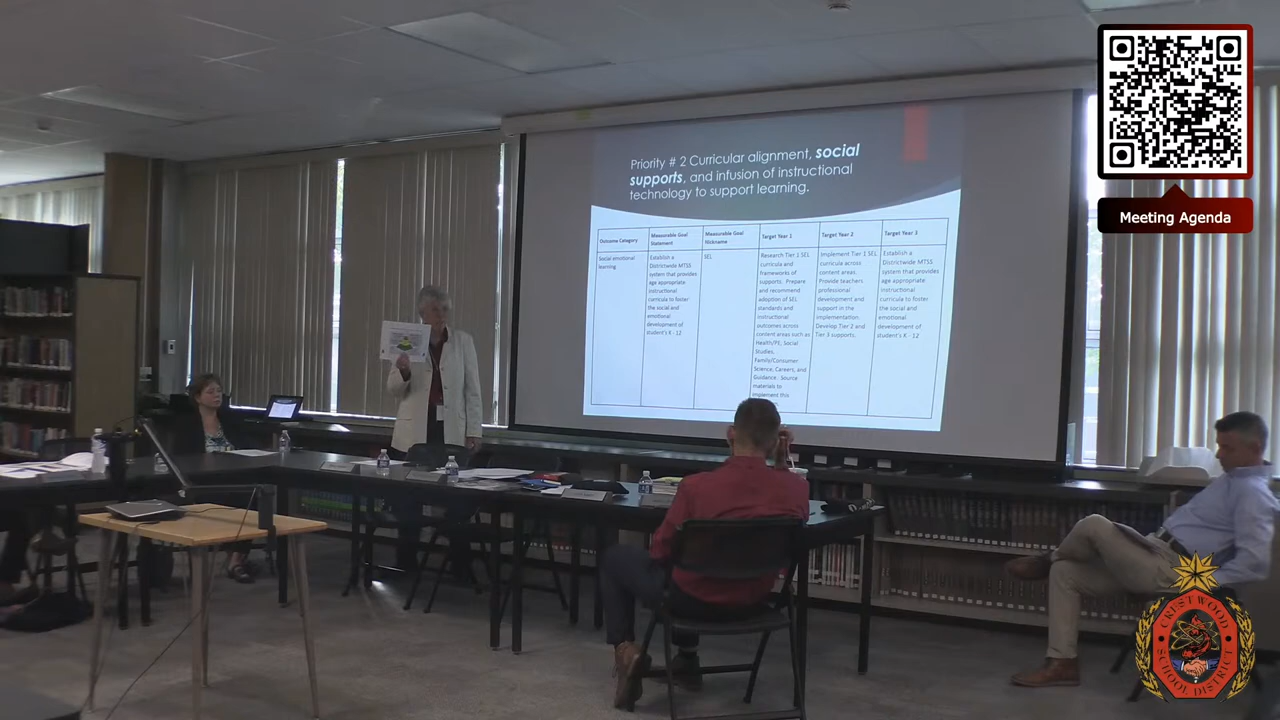 Priority # 2 Curricular alignment, social
supports, and infusion of instructional
technology to support learning.
Outcome Category
Measurable Goal
Statement
Measurable Goal
Nickname
Target Year 1
Target Year 2
Target Year 3
Social emotional
learning
Establish a
Districtwide MTSS
system that provides
age appropriate
instructional
curricula to foster
the social and
emotional
development of
student's K - 12
SEL
Research Tier 1 SEL
curricula and
frameworks of
supports. Prepare
and recommend
adoption of SEL
standards and
instructional
outcomes across
content areas such as
Health/PE, Social
Studies,
Family/Consumer
Science, Careers, and
Guidance. Source
materials to
implement this
Implement Tier 1 SEL
curricula across
content areas.
Provide teachers
professional
development and
support in the
implementation.
Develop Tier 2 and
Tier 3 supports.
Establish a
Districtwide MTSS
system that provides
age appropriate
instructional
curricula to foster
the social and
emotional
development of
student's K - 12
Meeting Agenda
CRESTWOOD
SCHOOL DISTRICT